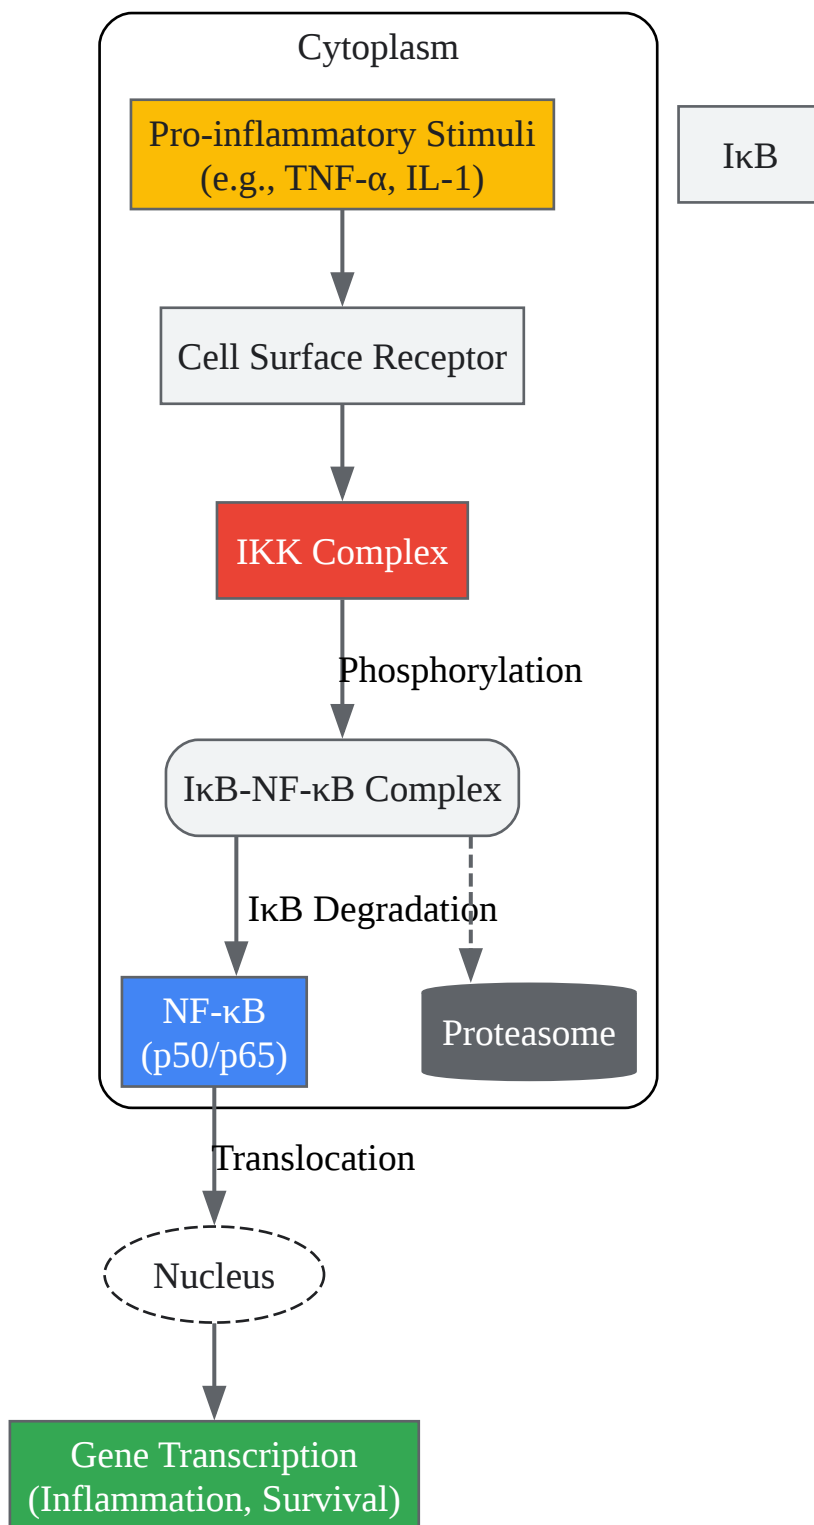 Cytoplasm
Pro-inflammatory Stimuli
(e.g., TNF-α, IL-1)
IκB
Cell Surface Receptor
IKK Complex
Phosphorylation
IκB-NF-κB Complex
IκB Degradation
NF-κB
(p50/p65)
Proteasome
Translocation
Nucleus
Gene Transcription
(Inflammation, Survival)